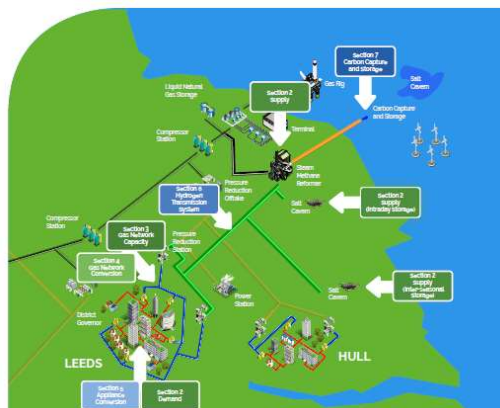 Section 7
Carbon Capture
and storage
Gas Rig
Salt
Cavern
Section 2
supply
Liquid Natural
Gas Storage
Carbon Capture
and Storage
Terminal
Compressor
Station
Steam
Methane
Reformer
Pressure
Reduction
Offtake
Section 6
Hydrogen
Transmission
system
Salt
Cavern
Section 2
supply
(Intraday storage)
Compressor
Station
Section 3
Gas Network
Capacity
Pressure
Reduction
Station
Section 4
Gas Network
Conversion
Power
Station
Salt
Cavern
Section 2
supply
(Inter-seasonal
storage)
District
Governor
LEEDS
HULL
Section 5
Appliance
Conversion
Section 2
Demand